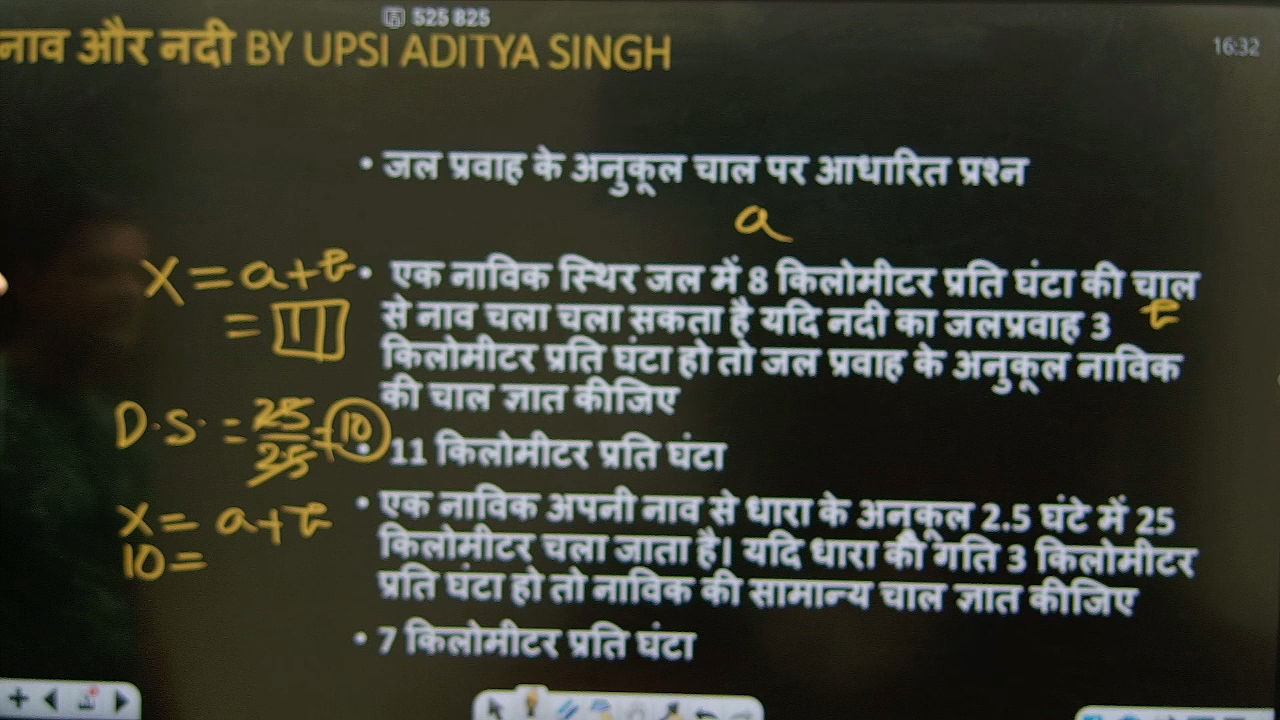 525 825
नाव और नदी BY UPSI ADITYA SINGH
16:32
• जल प्रवाह के अनुकूल चाल पर आधारित प्रश्न
a
x = a + b
= 11
• एक नाविक स्थिर जल में 8 किलोमीटर प्रति घंटा की चाल
से नाव चला चला सकता है यदि नदी का जलप्रवाह 3
b
किलोमीटर प्रति घंटा हो तो जल प्रवाह के अनुकूल नाविक
की चाल ज्ञात कीजिए
D.S. = 25/25 = 10
• 11 किलोमीटर प्रति घंटा
• एक नाविक अपनी नाव से धारा के अनुकूल 2.5 घंटे में 25
किलोमीटर चला जाता है। यदि धारा की गति 3 किलोमीटर
प्रति घंटा हो तो नाविक की सामान्य चाल ज्ञात कीजिए
x = a + b
10 =
• 7 किलोमीटर प्रति घंटा